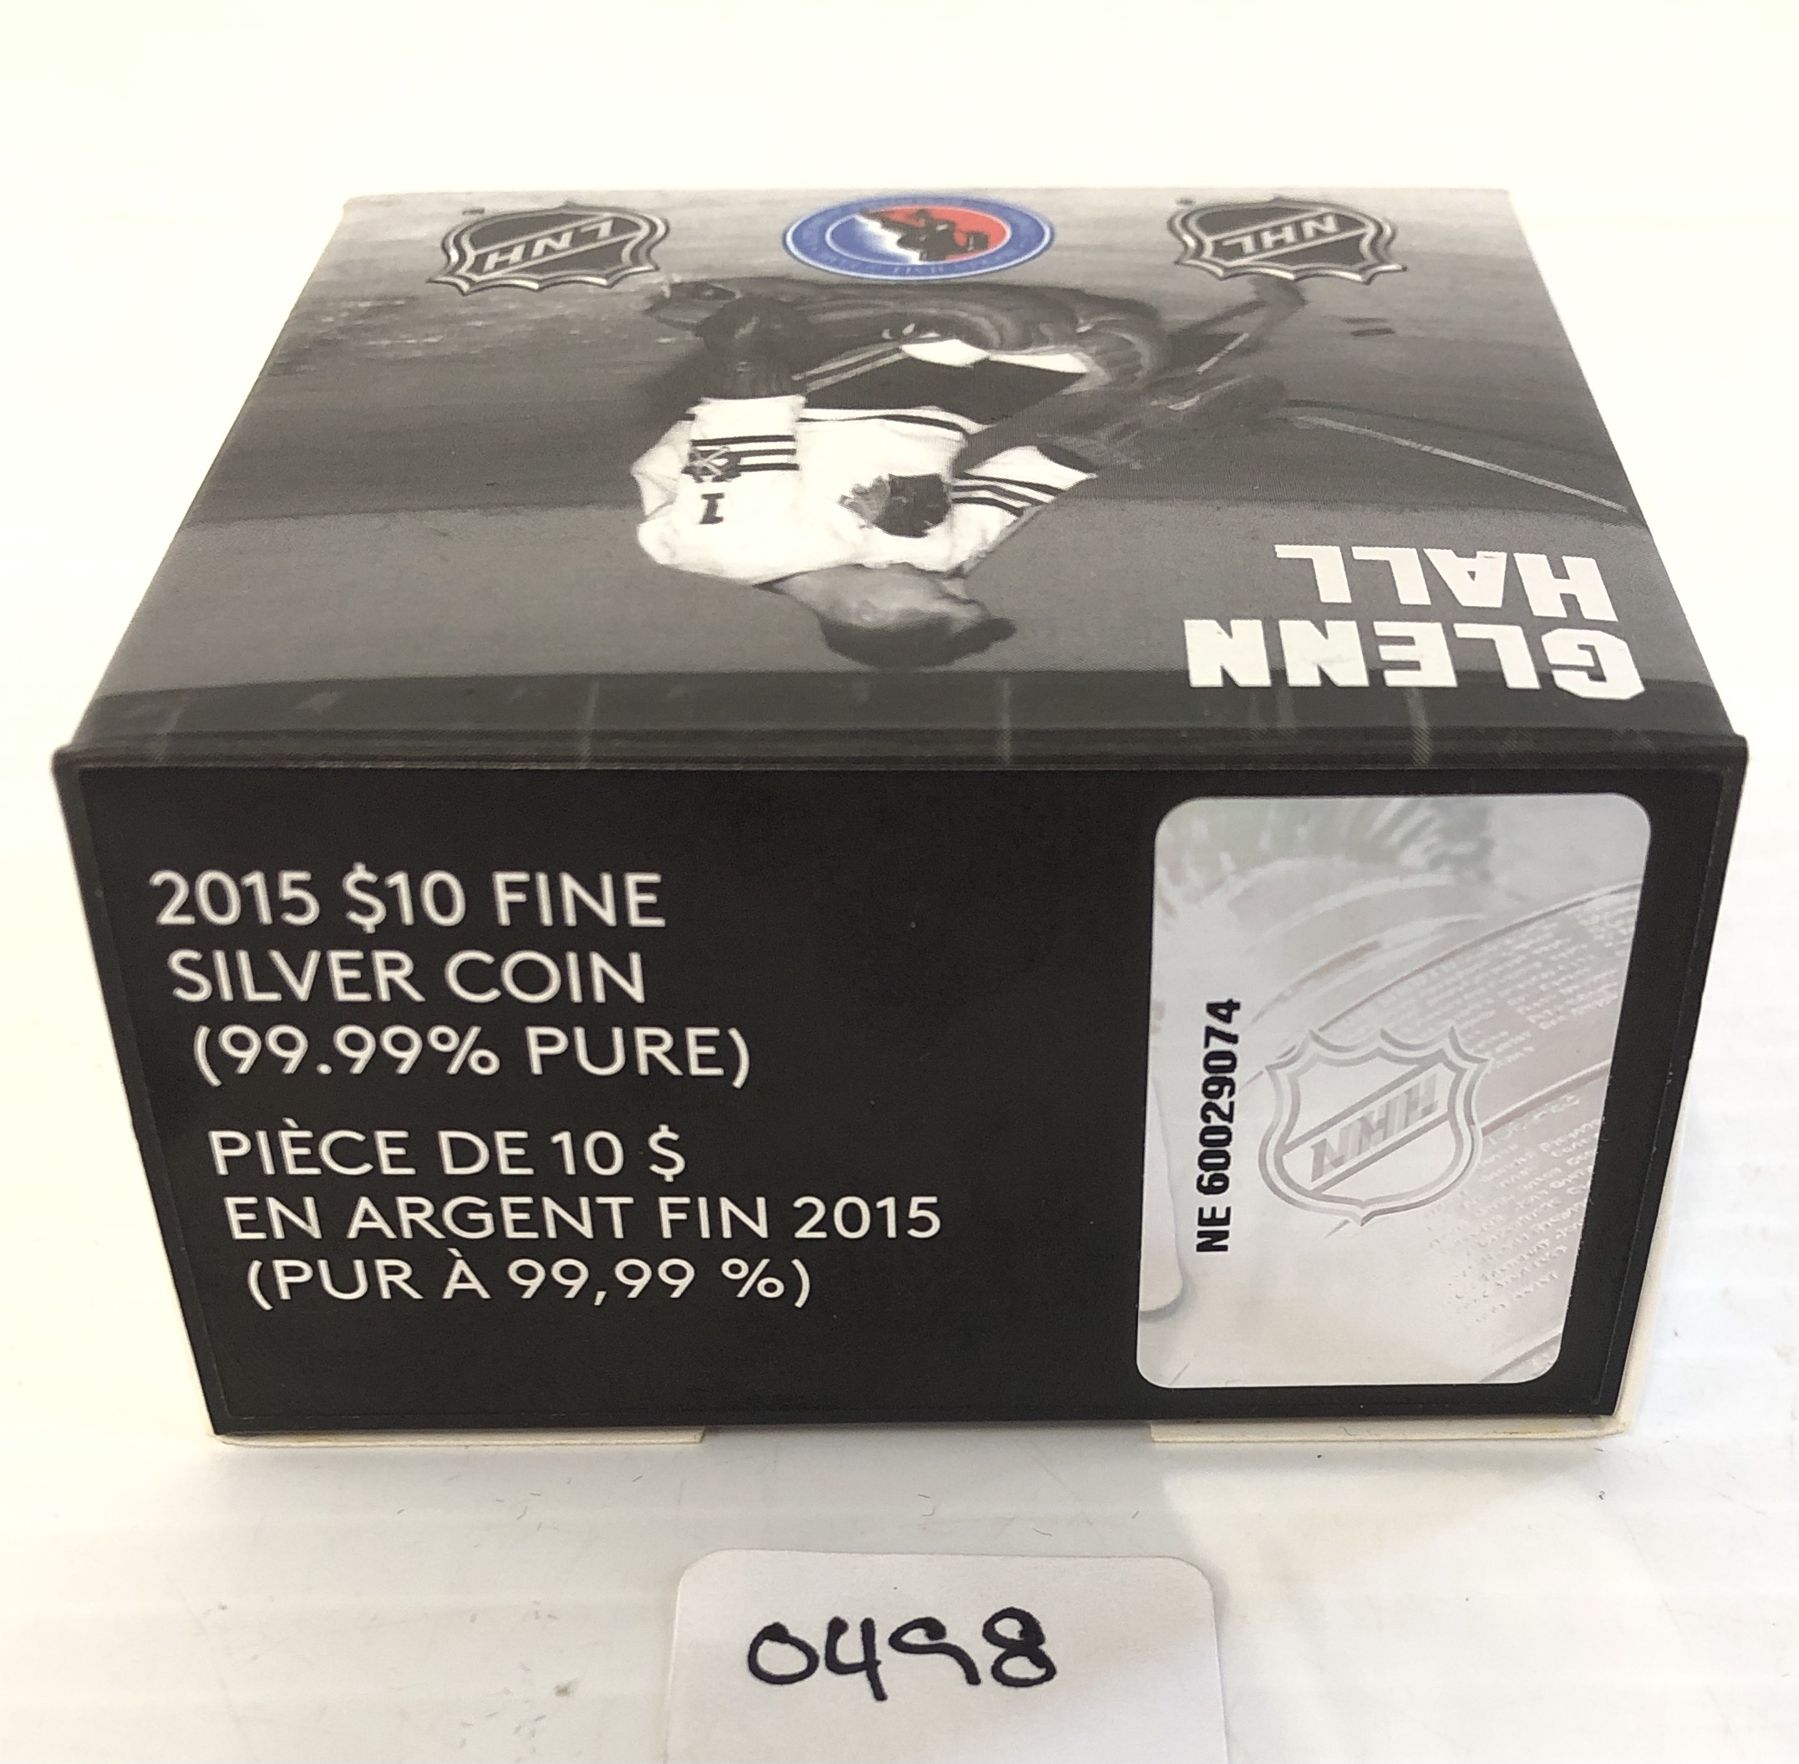 LNH
NHL
1
GLENN
HALL
2015 $10 FINE
SILVER COIN
(99.99% PURE)
PIÈCE DE 10 $
EN ARGENT FIN 2015
(PUR À 99,99 %)
NE 60029074
NHL
0498